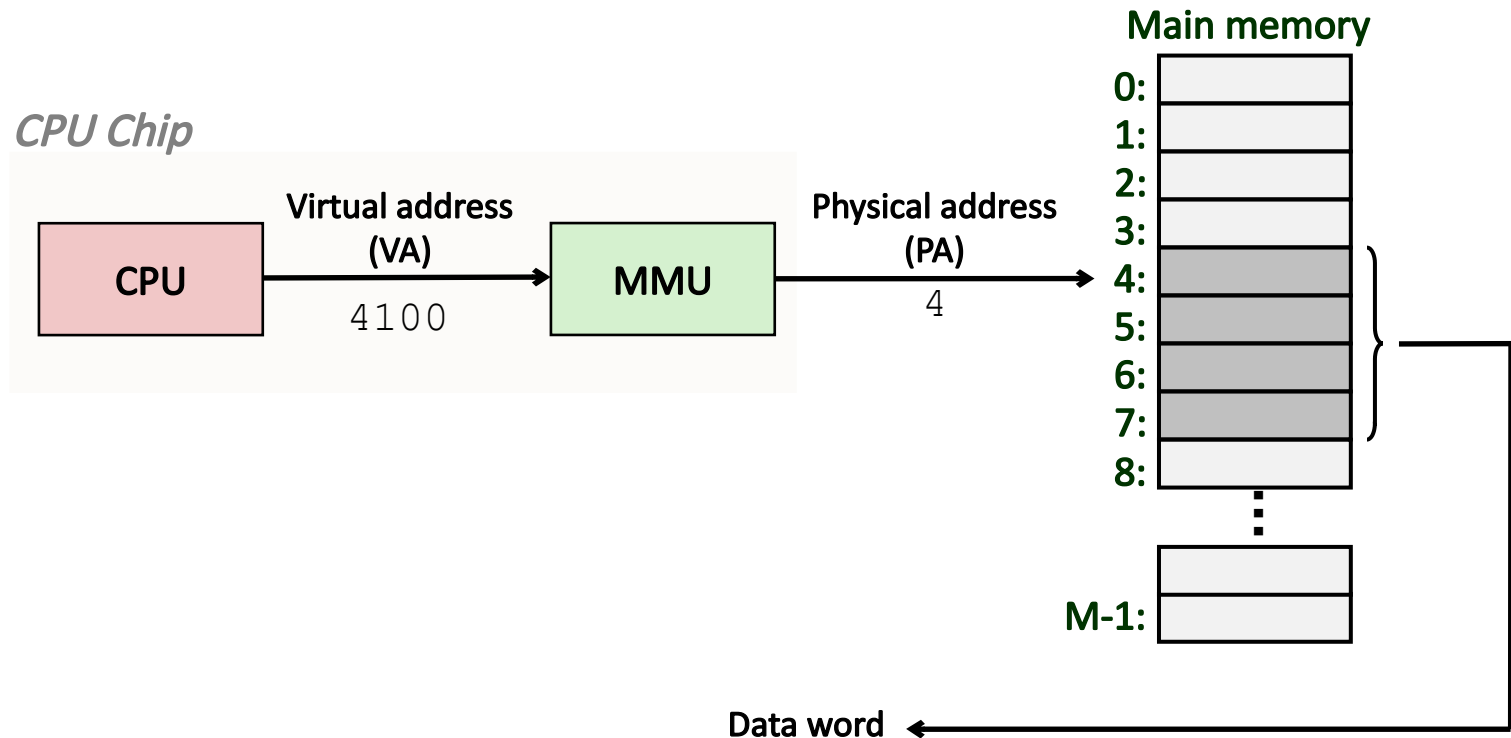 Main memory
0:
1:
2:
3:
4:
5:
6:
7:
8:
M-1:
CPU Chip
CPU
Virtual address
(VA)
4100
MMU
Physical address
(PA)
4
Data word